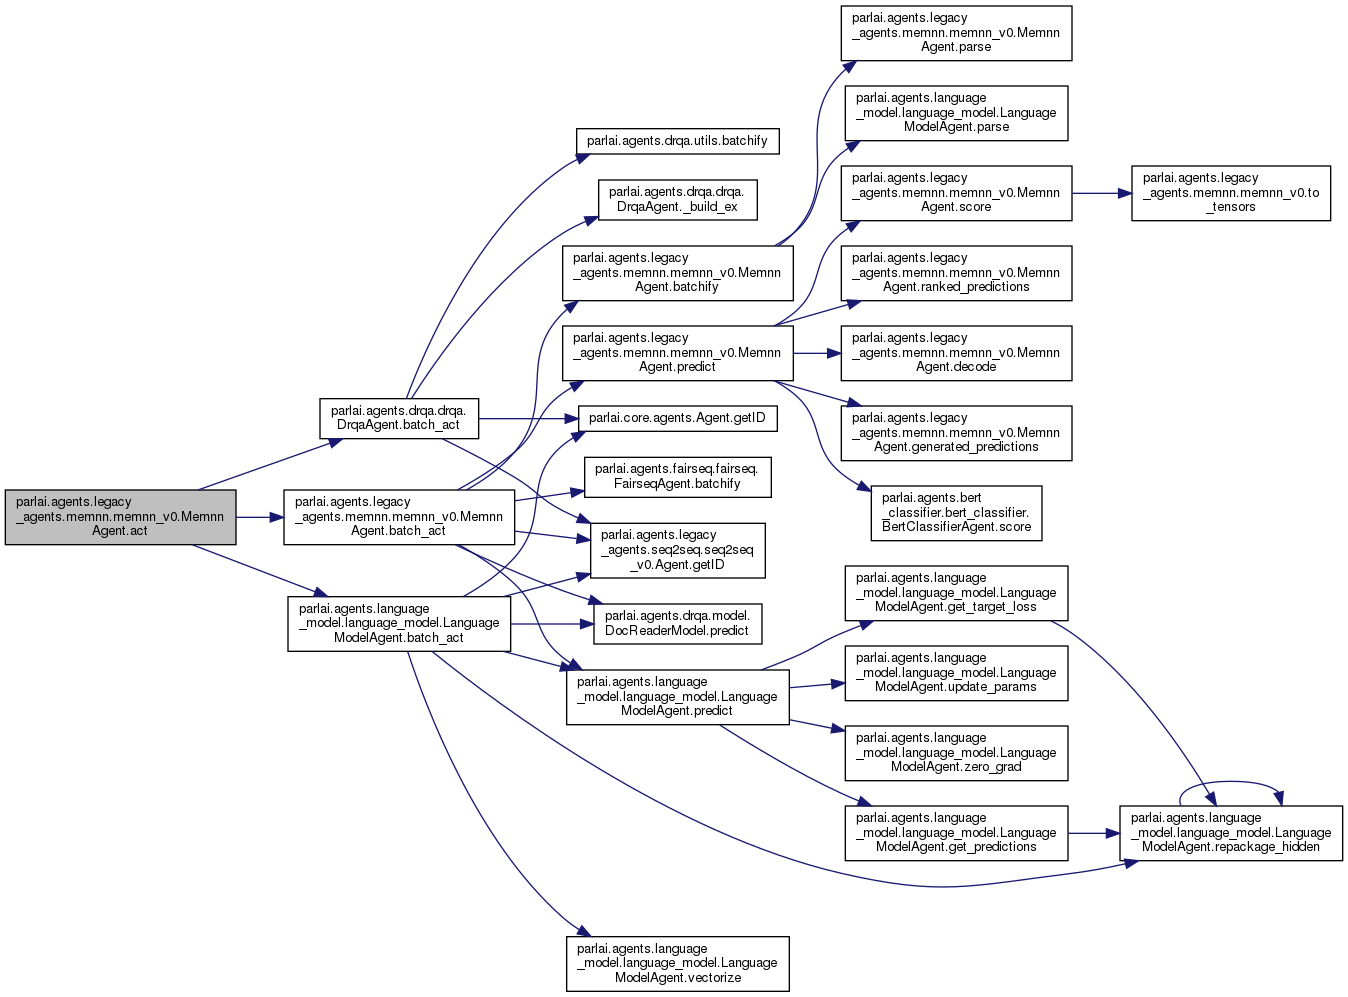 parlai.agents.legacy
_agents.memnn.memnn_v0.Memnn
Agent.act
parlai.agents.drqa.drqa.
DrqaAgent.batch_act
parlai.agents.legacy
_agents.memnn.memnn_v0.Memnn
Agent.batch_act
parlai.agents.language
_model.language_model.Language
ModelAgent.batch_act
parlai.agents.drqa.utils.batchify
parlai.agents.drqa.drqa.
DrqaAgent._build_ex
parlai.agents.legacy
_agents.memnn.memnn_v0.Memnn
Agent.batchify
parlai.agents.legacy
_agents.memnn.memnn_v0.Memnn
Agent.predict
parlai.core.agents.Agent.getID
parlai.agents.fairseq.fairseq.
FairseqAgent.batchify
parlai.agents.legacy
_agents.seq2seq.seq2seq
_v0.Agent.getID
parlai.agents.drqa.model.
DocReaderModel.predict
parlai.agents.language
_model.language_model.Language
ModelAgent.predict
parlai.agents.language
_model.language_model.Language
ModelAgent.vectorize
parlai.agents.legacy
_agents.memnn.memnn_v0.Memnn
Agent.parse
parlai.agents.language
_model.language_model.Language
ModelAgent.parse
parlai.agents.legacy
_agents.memnn.memnn_v0.Memnn
Agent.score
parlai.agents.legacy
_agents.memnn.memnn_v0.Memnn
Agent.ranked_predictions
parlai.agents.legacy
_agents.memnn.memnn_v0.Memnn
Agent.decode
parlai.agents.legacy
_agents.memnn.memnn_v0.Memnn
Agent.generated_predictions
parlai.agents.bert
_classifier.bert_classifier.
BertClassifierAgent.score
parlai.agents.language
_model.language_model.Language
ModelAgent.get_target_loss
parlai.agents.language
_model.language_model.Language
ModelAgent.update_params
parlai.agents.language
_model.language_model.Language
ModelAgent.zero_grad
parlai.agents.language
_model.language_model.Language
ModelAgent.get_predictions
parlai.agents.legacy
_agents.memnn.memnn_v0.to
_tensors
parlai.agents.language
_model.language_model.Language
ModelAgent.repackage_hidden